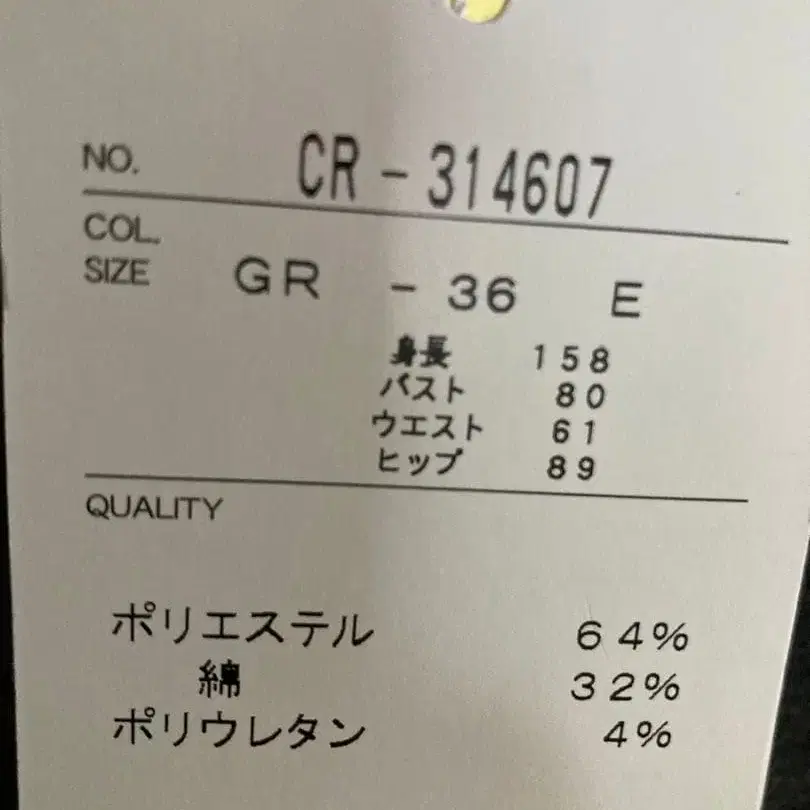 NO. CR-314607
COL.
SIZE GR - 36 E
身長 158
バスト 80
ウエスト 61
ヒップ 89
QUALITY
ポリエステル 64%
綿 32%
ポリウレタン 4%